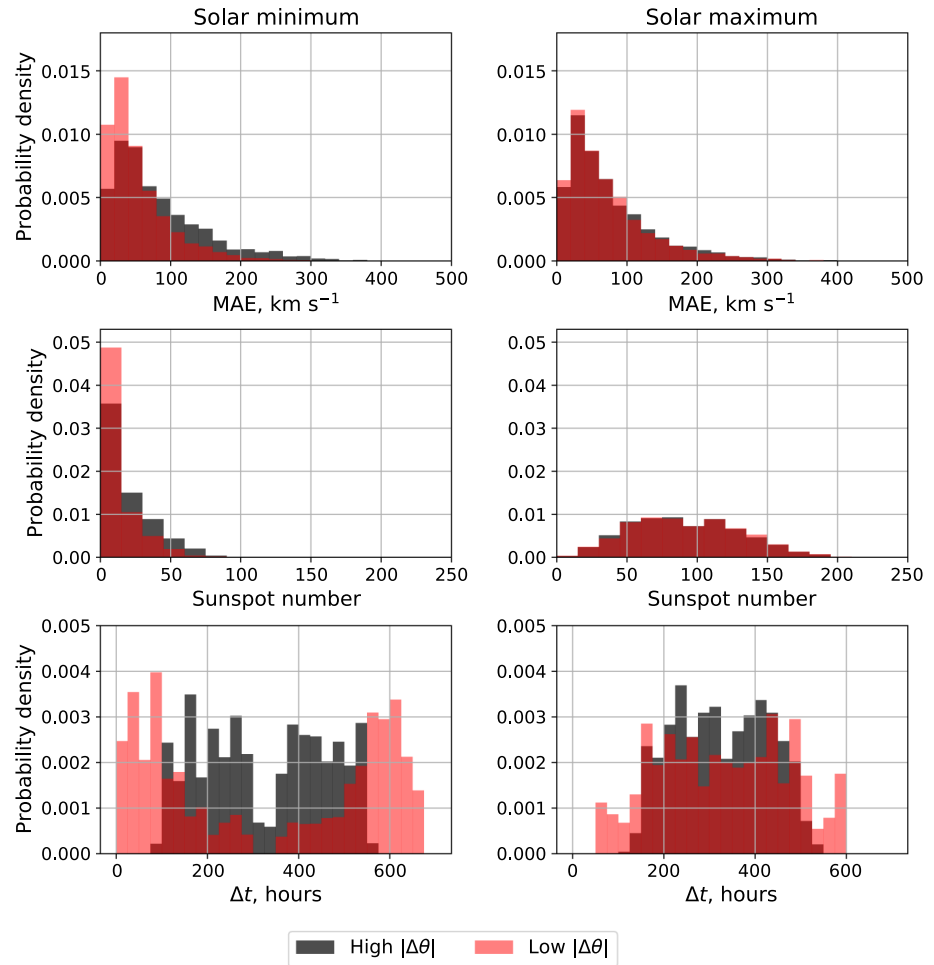 Solar minimum
Solar maximum
Probability density
0.015
0.010
0.005
0.000
0 100 200 300 400 500
MAE, km s⁻¹
0.015
0.010
0.005
0.000
0 100 200 300 400 500
MAE, km s⁻¹
Probability density
0.05
0.04
0.03
0.02
0.01
0.00
0 50 100 150 200 250
Sunspot number
0.05
0.04
0.03
0.02
0.01
0.00
0 50 100 150 200 250
Sunspot number
Probability density
0.005
0.004
0.003
0.002
0.001
0.000
0 200 400 600
Δt, hours
0.005
0.004
0.003
0.002
0.001
0.000
0 200 400 600
Δt, hours
High |Δθ| Low |Δθ|